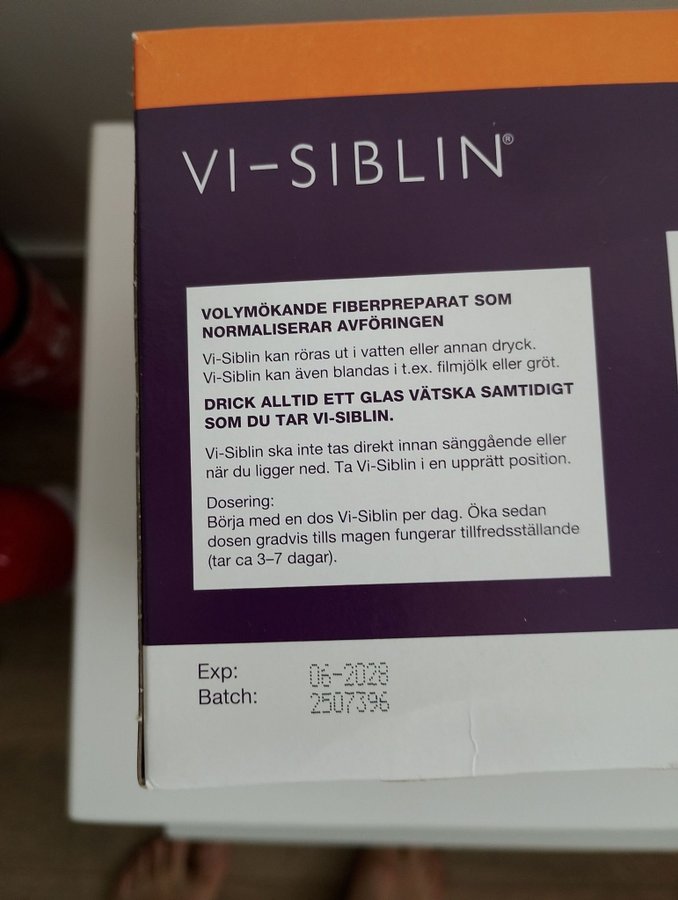 VI-SIBLIN®
VOLYMÖKANDE FIBERPREPARAT SOM
NORMALISERAR AVFÖRINGEN
Vi-Siblin kan röras ut i vatten eller annan dryck.
Vi-Siblin kan även blandas i t.ex. filmjölk eller gröt.
DRICK ALLTID ETT GLAS VÄTSKA SAMTIDIGT
SOM DU TAR VI-SIBLIN.
Vi-Siblin ska inte tas direkt innan sänggående eller
när du ligger ned. Ta Vi-Siblin i en upprätt position.
Dosering:
Börja med en dos Vi-Siblin per dag. Öka sedan
dosen gradvis tills magen fungerar tillfredsställande
(tar ca 3–7 dagar).
Exp: 06-2028
Batch: 2507396